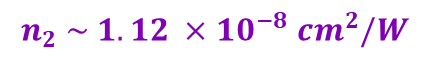 n₂ ~ 1.12 × 10⁻⁸ cm²/W